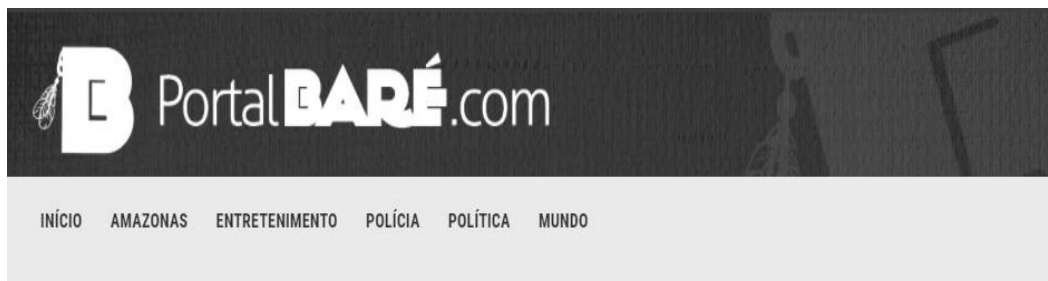 B PortalBARÉ.com
INÍCIO AMAZONAS ENTRETENIMENTO POLÍCIA POLÍTICA MUNDO